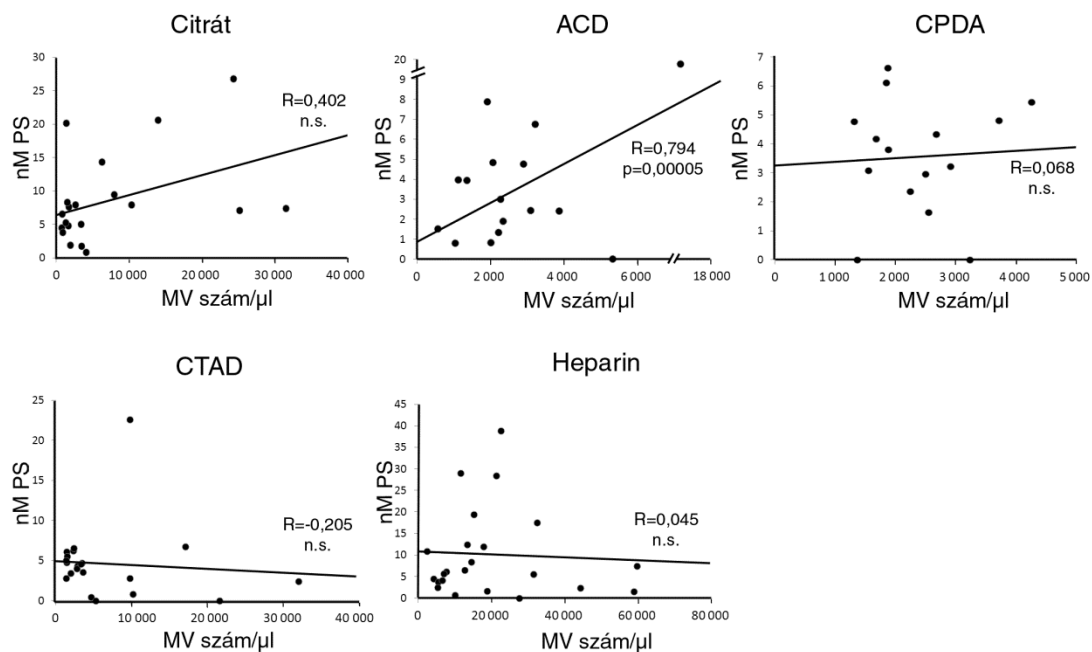 Citrát
nM PS
30
25
20
15
10
5
0
R=0,402
n.s.
0 10 000 20 000 30 000 40 000
MV szám/µl
ACD
nM PS
20
9
8
7
6
5
4
3
2
1
0
R=0,794
p=0,00005
0 2 000 4 000 6 000 18 000
MV szám/µl
CPDA
nM PS
7
6
5
4
3
2
1
0
R=0,068
n.s.
0 1 000 2 000 3 000 4 000 5 000
MV szám/µl
CTAD
nM PS
25
20
15
10
5
0
R=-0,205
n.s.
0 10 000 20 000 30 000 40 000
MV szám/µl
Heparin
nM PS
45
40
35
30
25
20
15
10
5
0
R=0,045
n.s.
0 20 000 40 000 60 000 80 000
MV szám/µl